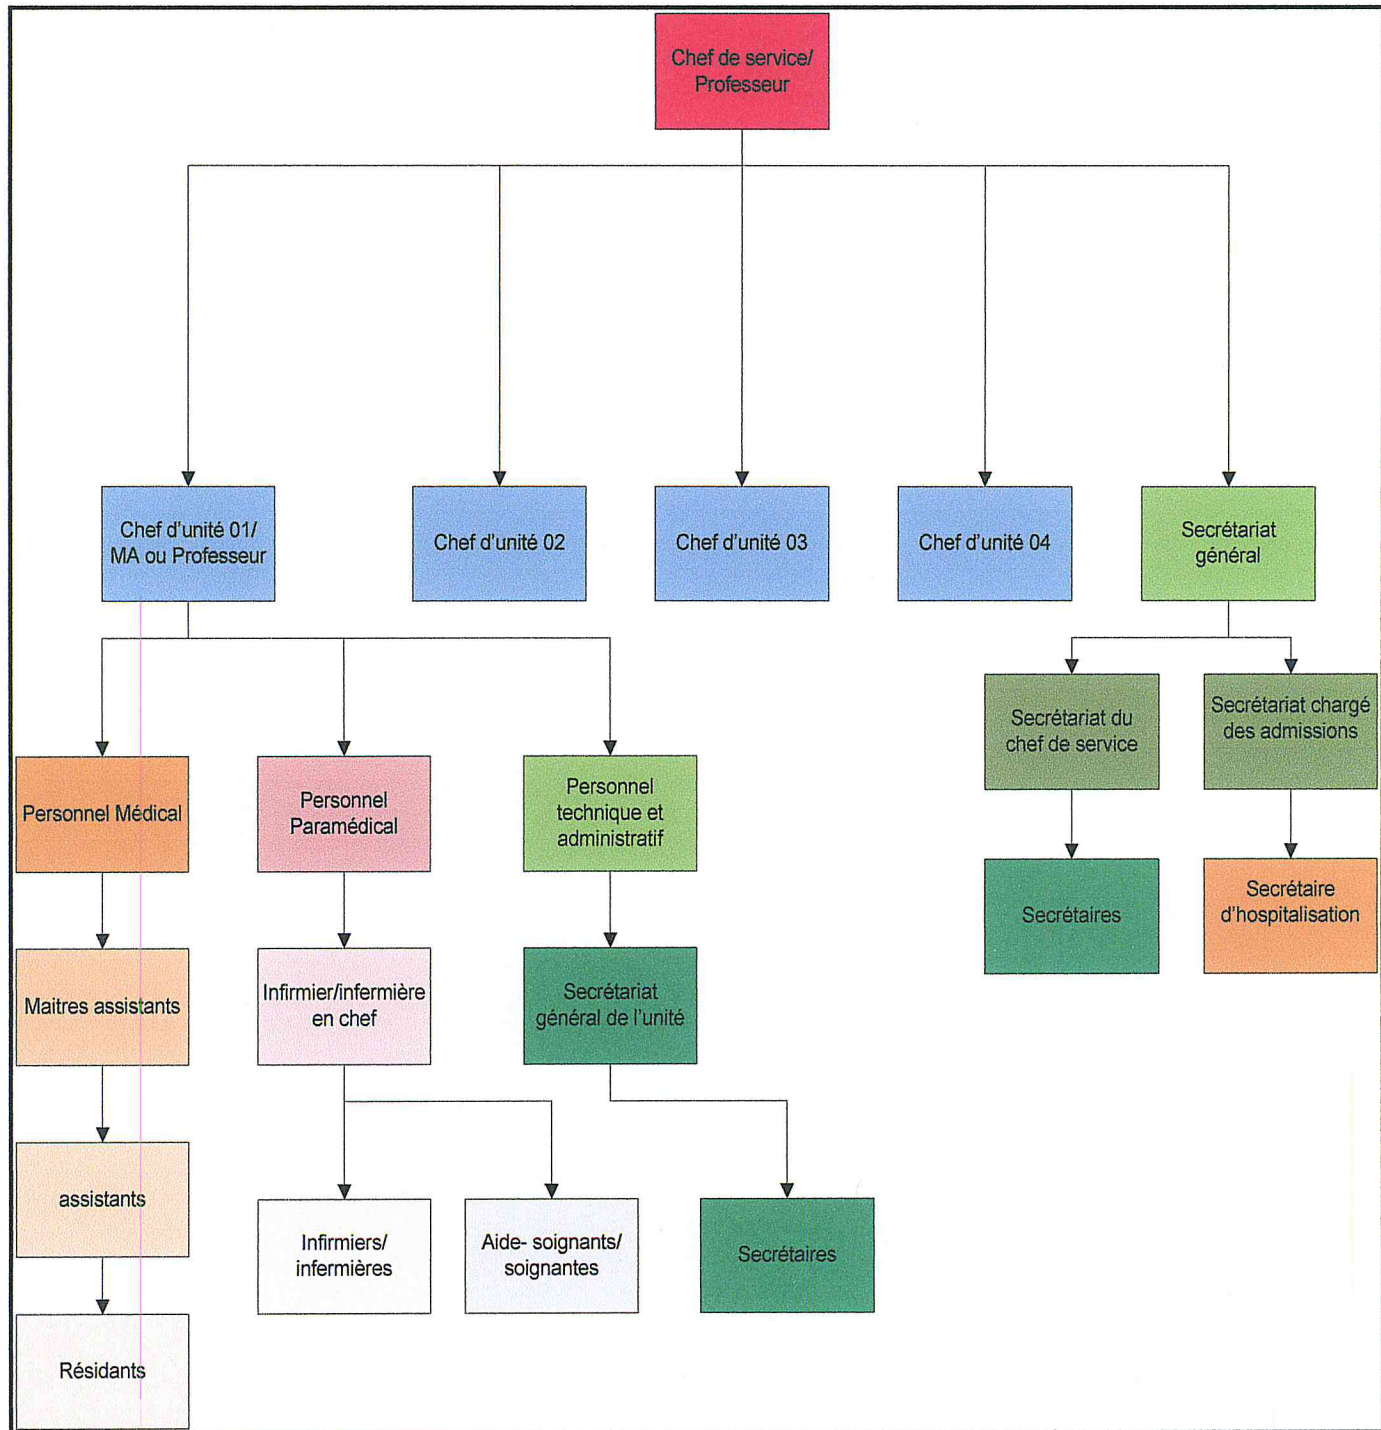 Chef de service/
Professeur
Chef d'unité 01/
MA ou Professeur
Chef d'unité 02
Chef d'unité 03
Chef d'unité 04
Secrétariat
général
Secrétariat du
chef de service
Secrétariat chargé
des admissions
Personnel Médical
Personnel
Paramédical
Personnel
technique et
administratif
Secrétaires
Secrétaire
d'hospitalisation
Maitres assistants
Infirmier/infermière
en chef
Secrétariat
général de l'unité
assistants
Infirmiers/
infermières
Aide- soignants/
soignantes
Secrétaires
Résidants